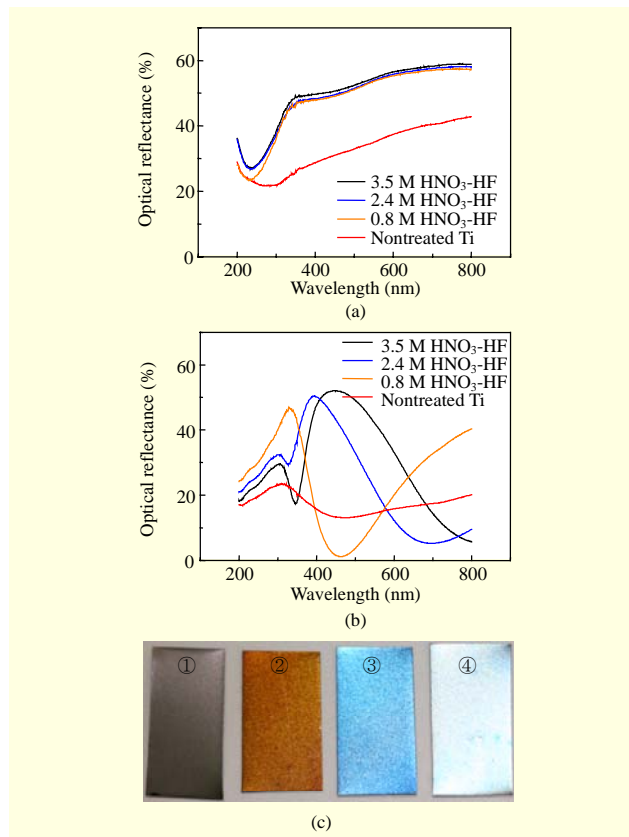 (a)
Optical reflectance (%)
60
40
20
0
200 400 600 800
Wavelength (nm)
3.5 M HNO₃-HF
2.4 M HNO₃-HF
0.8 M HNO₃-HF
Nontreated Ti
(a)
Optical reflectance (%)
60
40
20
0
200 400 600 800
Wavelength (nm)
3.5 M HNO₃-HF
2.4 M HNO₃-HF
0.8 M HNO₃-HF
Nontreated Ti
(b)
① ② ③ ④
(c)